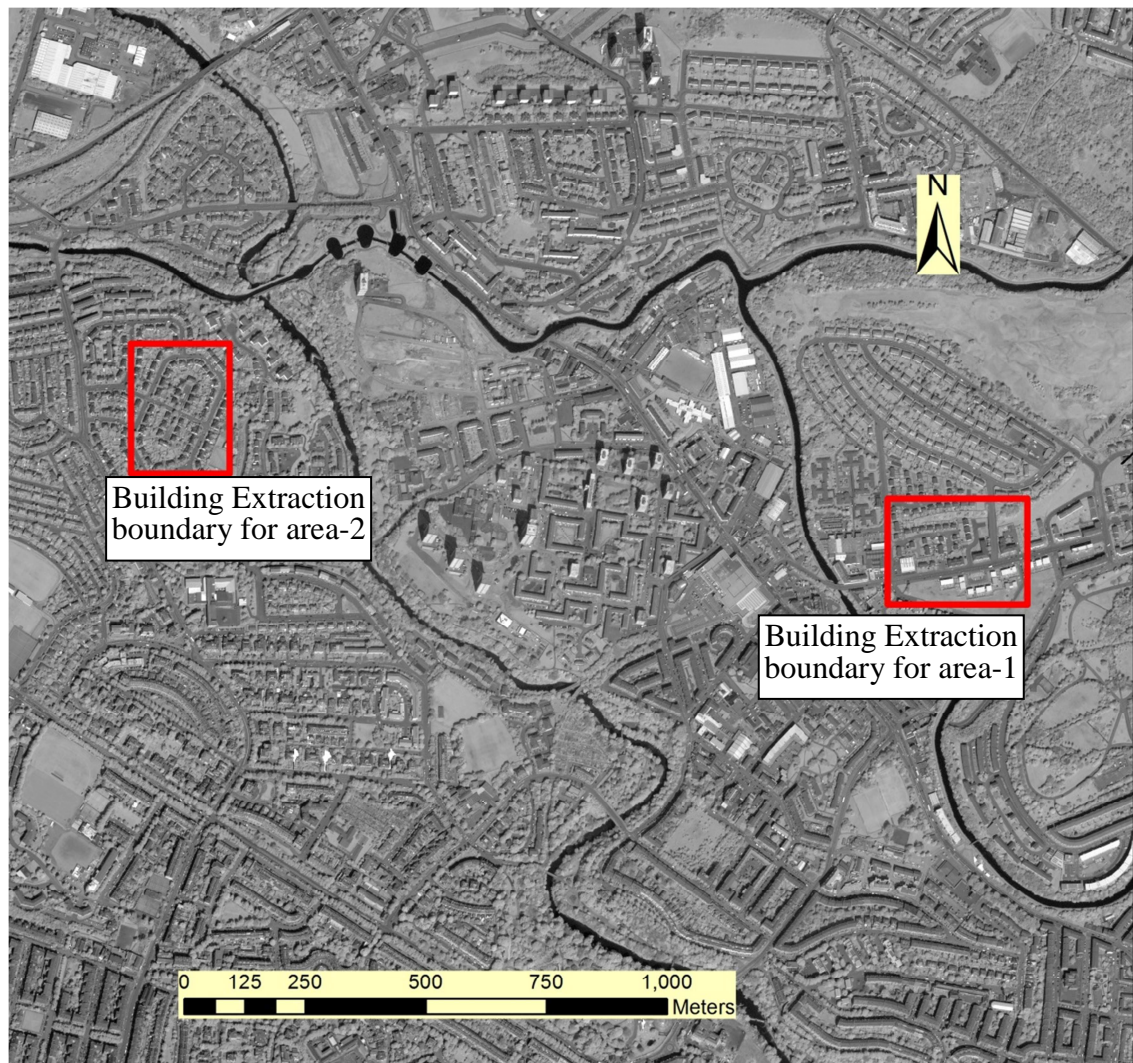 N
Building Extraction
boundary for area-2
Building Extraction
boundary for area-1
0 125 250 500 750 1,000
Meters